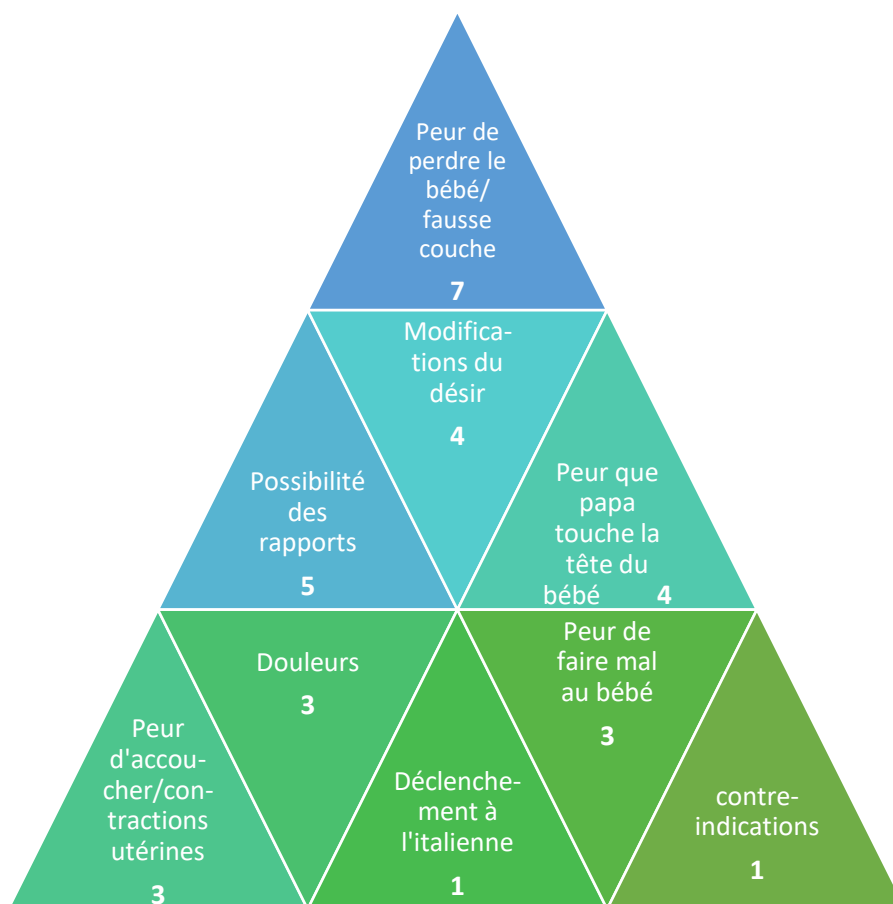 Peur de
perdre le
bébé/
fausse
couche
7
Modifica-
tions du
désir
4
Possibilité
des
rapports
5
Peur que
papa
touche la
tête du
bébé 4
Peur
d'accou-
cher/con-
tractions
utérines
3
Douleurs
3
Déclenche-
ment à
l'italienne
1
Peur de
faire mal
au bébé
3
contre-
indications
1